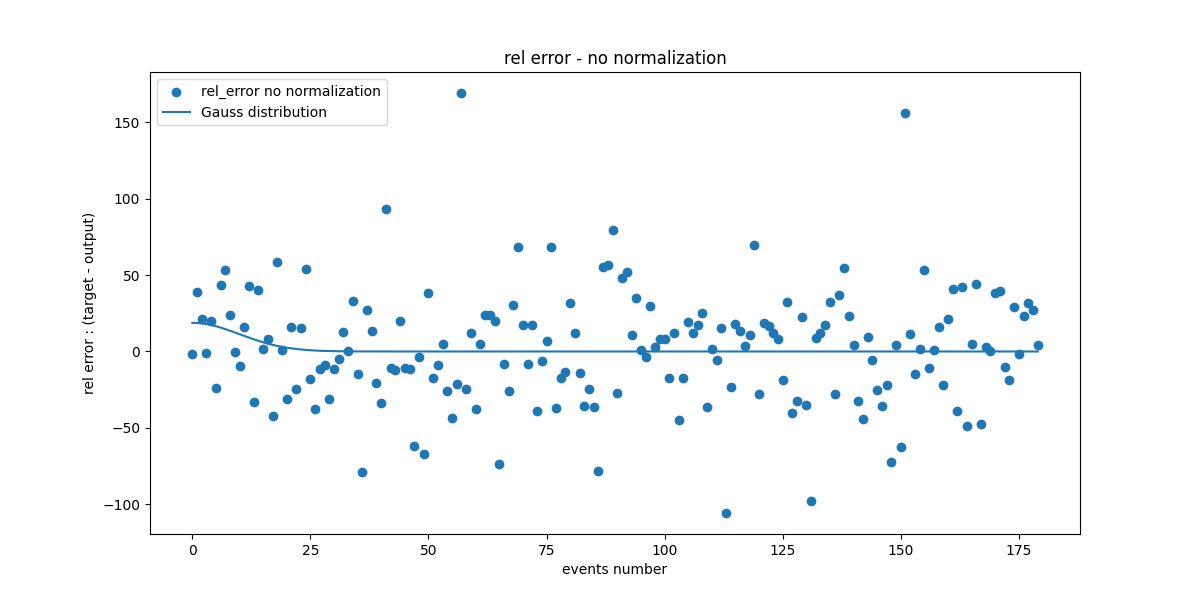 rel error - no normalization
rel_error no normalization
Gauss distribution
rel error : (target - output)
150
100
50
0
−50
−100
0
25
50
75
100
125
150
175
events number